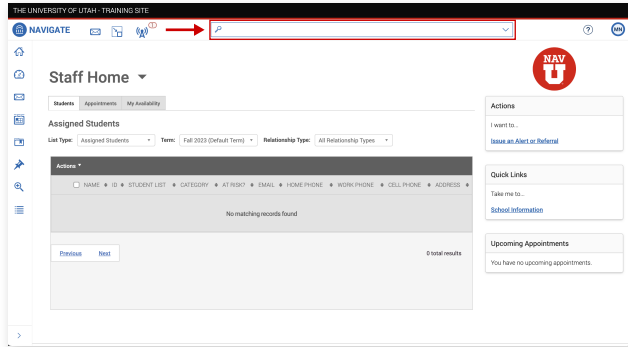 THE UNIVERSITY OF UTAH - TRAINING SITE
NAVIGATE
1
MN
Staff Home
NAV
U
Students Appointments My Availability
Assigned Students
List Type: Assigned Students Term: Fall 2023 (Default Term) Relationship Type: All Relationship Types
Actions
NAME ID STUDENT LIST CATEGORY AT RISK? EMAIL HOME PHONE WORK PHONE CELL PHONE ADDRESS
No matching records found
Previous Next 0 total results
Actions
I want to...
Issue an Alert or Referral
Quick Links
Take me to...
School Information
Upcoming Appointments
You have no upcoming appointments.